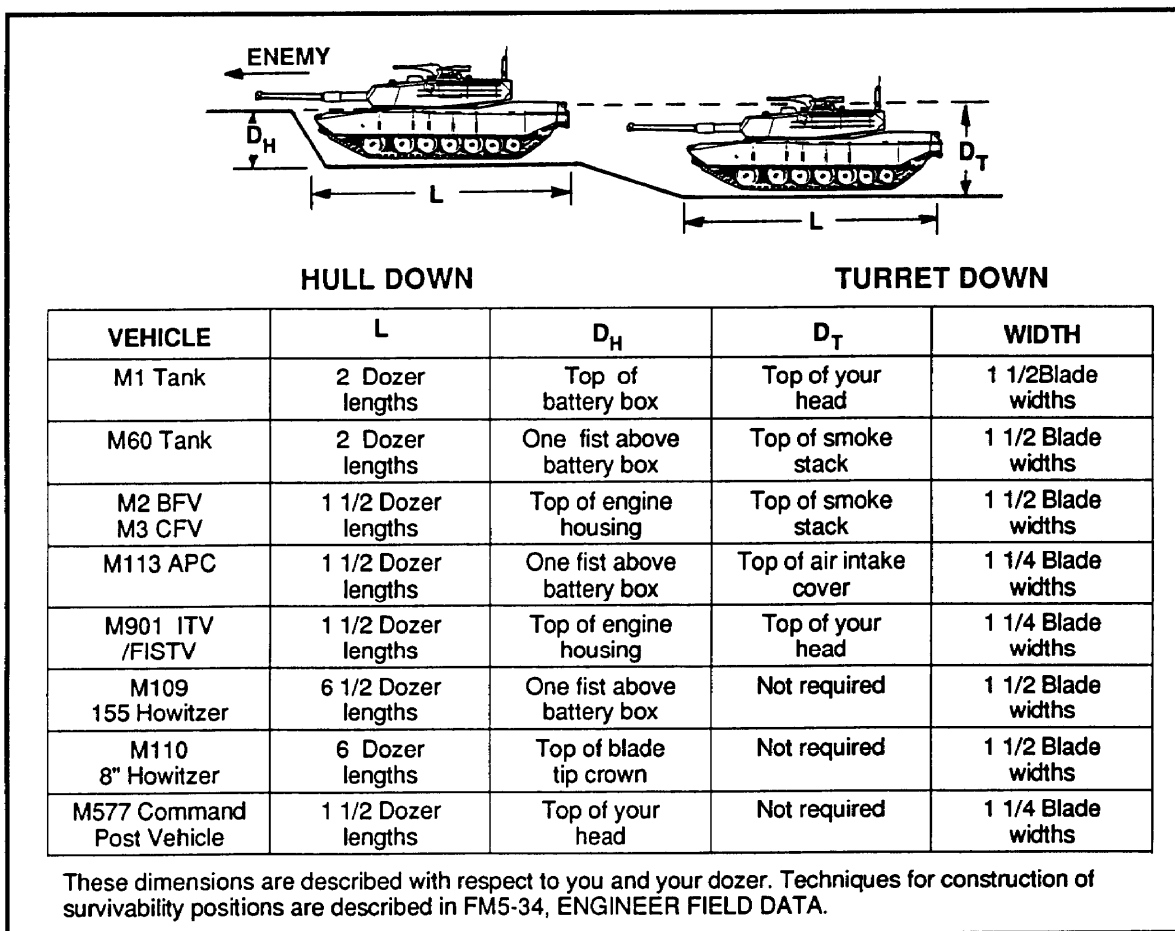 ENEMY
D_H
L
D_T
L
HULL DOWN TURRET DOWN
VEHICLE L D_H D_T WIDTH
M1 Tank 2 Dozer lengths Top of battery box Top of your head 1 1/2Blade widths
M60 Tank 2 Dozer lengths One fist above battery box Top of smoke stack 1 1/2 Blade widths
M2 BFV M3 CFV 1 1/2 Dozer lengths Top of engine housing Top of smoke stack 1 1/2 Blade widths
M113 APC 1 1/2 Dozer lengths One fist above battery box Top of air intake cover 1 1/4 Blade widths
M901 ITV /FISTV 1 1/2 Dozer lengths Top of engine housing Top of your head 1 1/4 Blade widths
M109 155 Howitzer 6 1/2 Dozer lengths One fist above battery box Not required 1 1/2 Blade widths
M110 8" Howitzer 6 Dozer lengths Top of blade tip crown Not required 1 1/2 Blade widths
M577 Command Post Vehicle 1 1/2 Dozer lengths Top of your head Not required 1 1/4 Blade widths
These dimensions are described with respect to you and your dozer. Techniques for construction of
survivability positions are described in FM5-34, ENGINEER FIELD DATA.